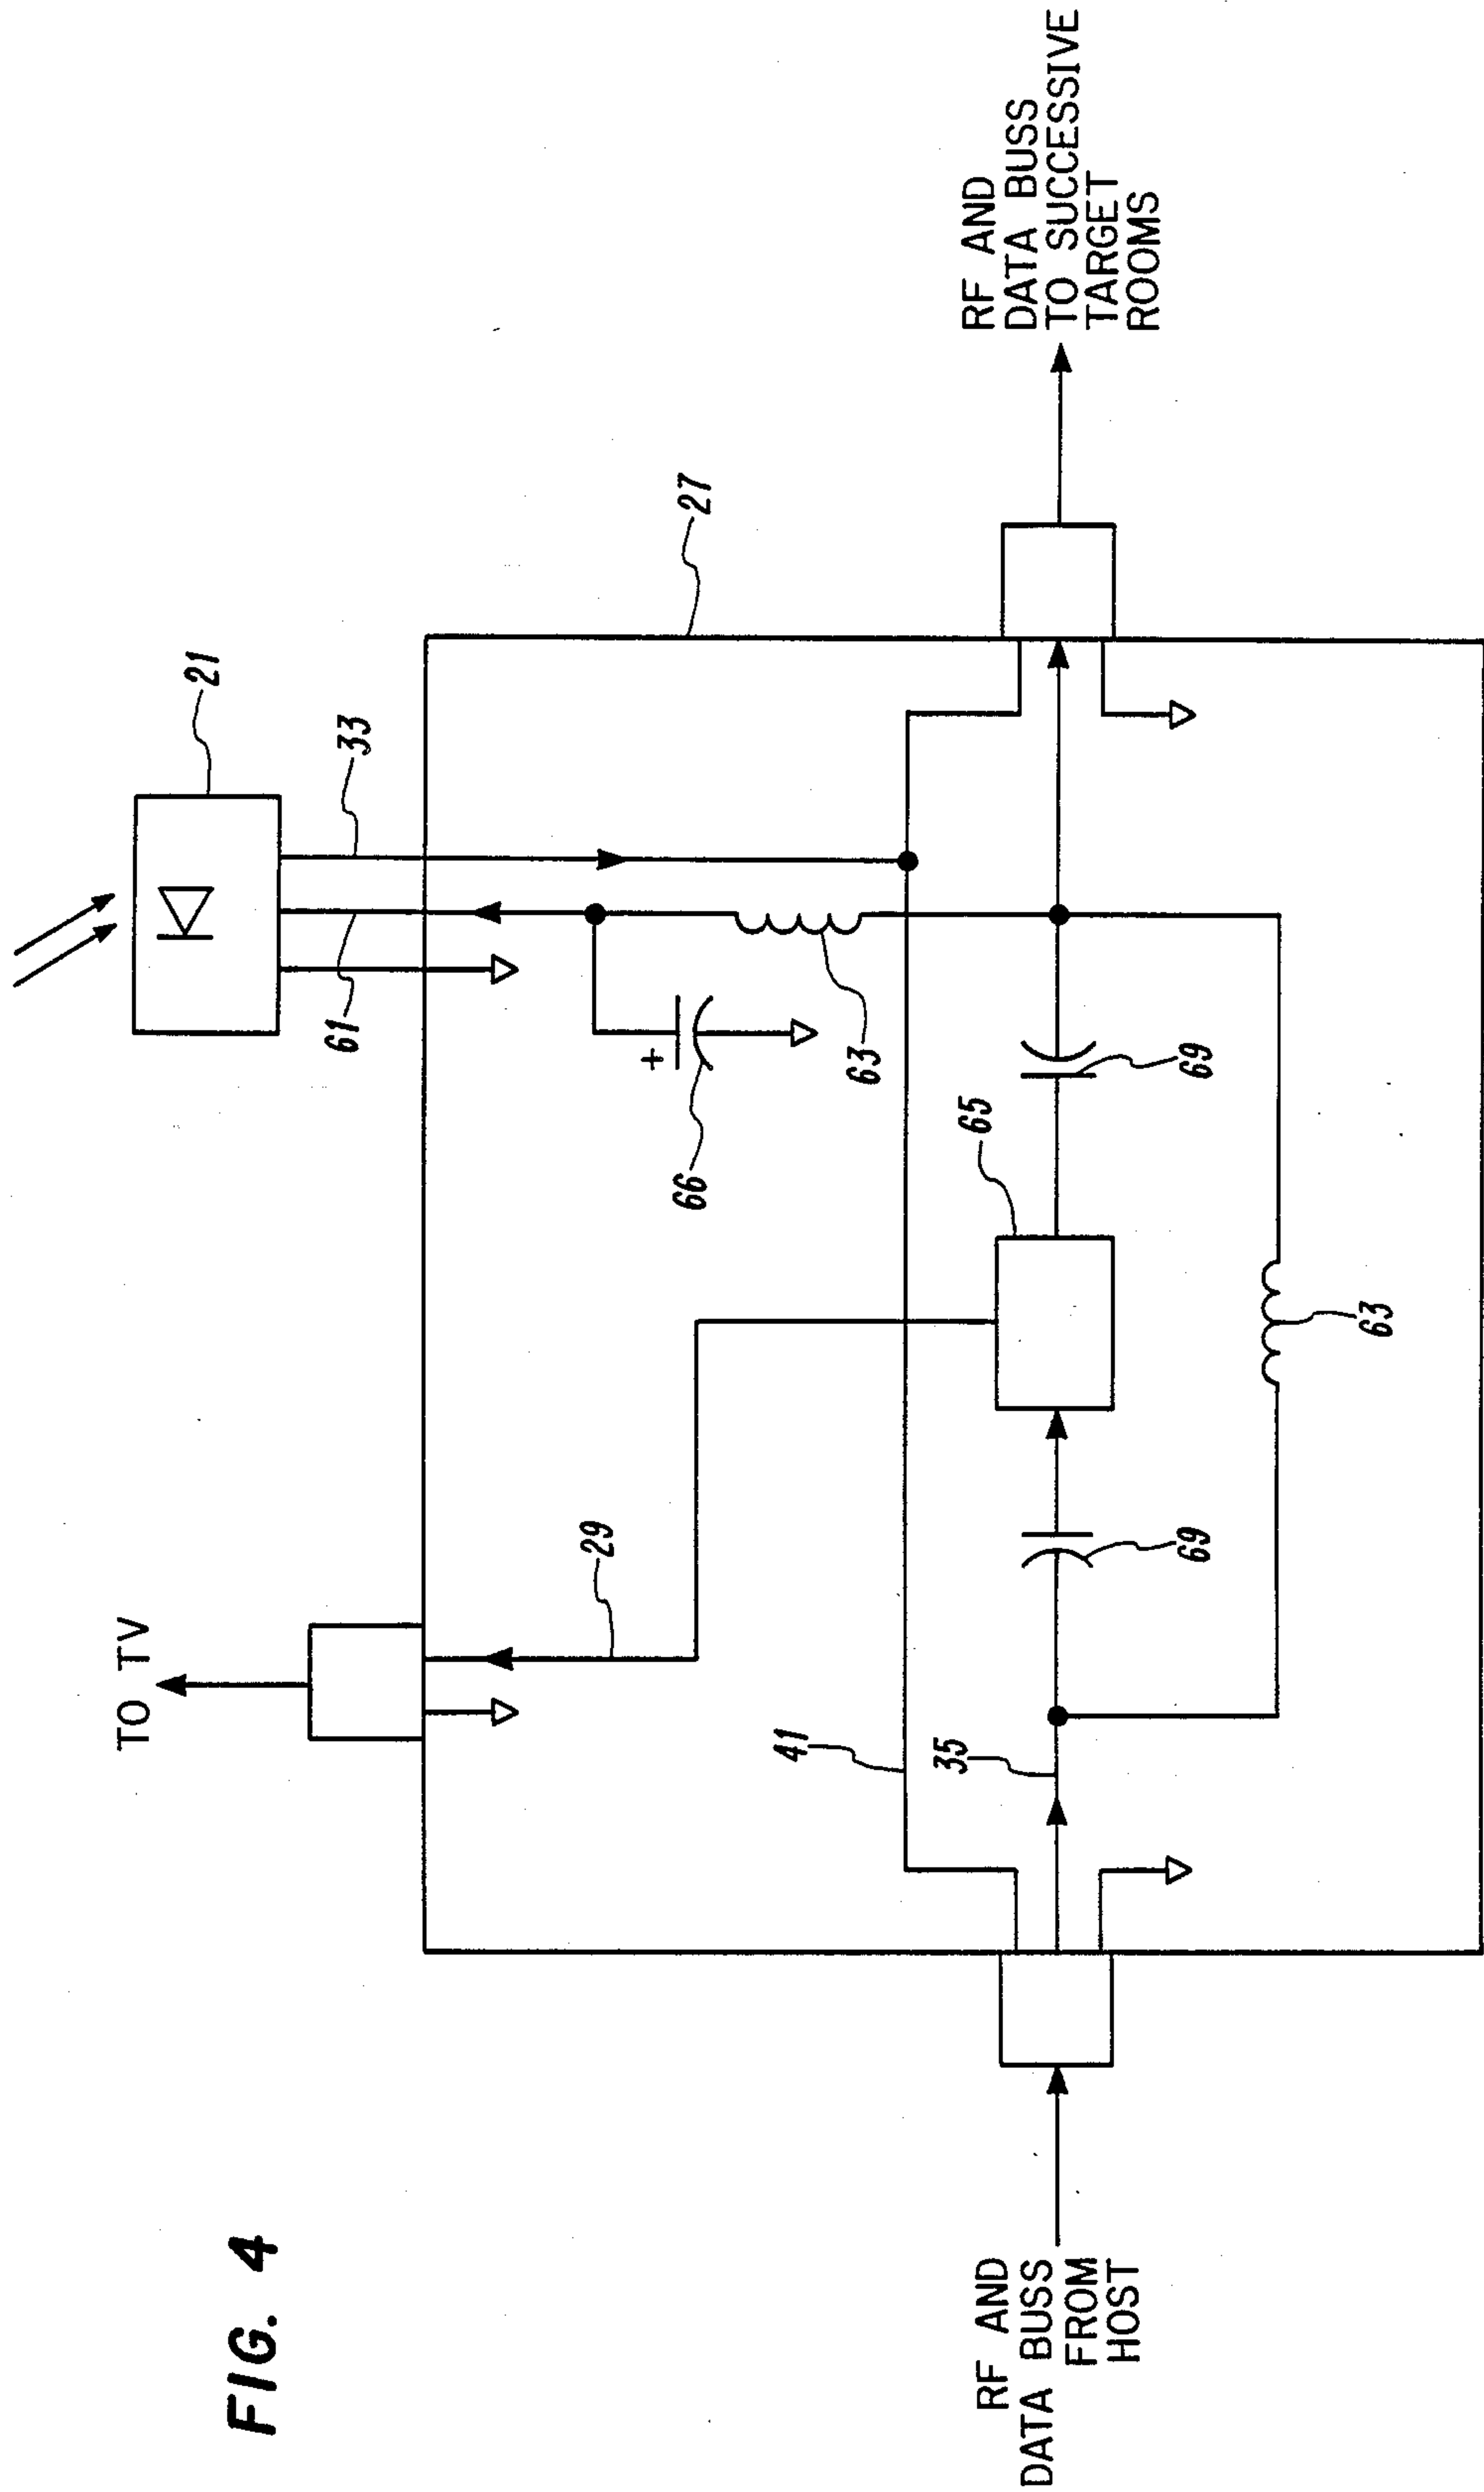 FIG. 4
TO TV
21
33
61
27
29
66
63
41
35
65
69
69
63
+
RF AND
DATA BUSS
FROM
HOST
RF AND
DATA BUSS
TO SUCCESSIVE
TARGET
ROOMS